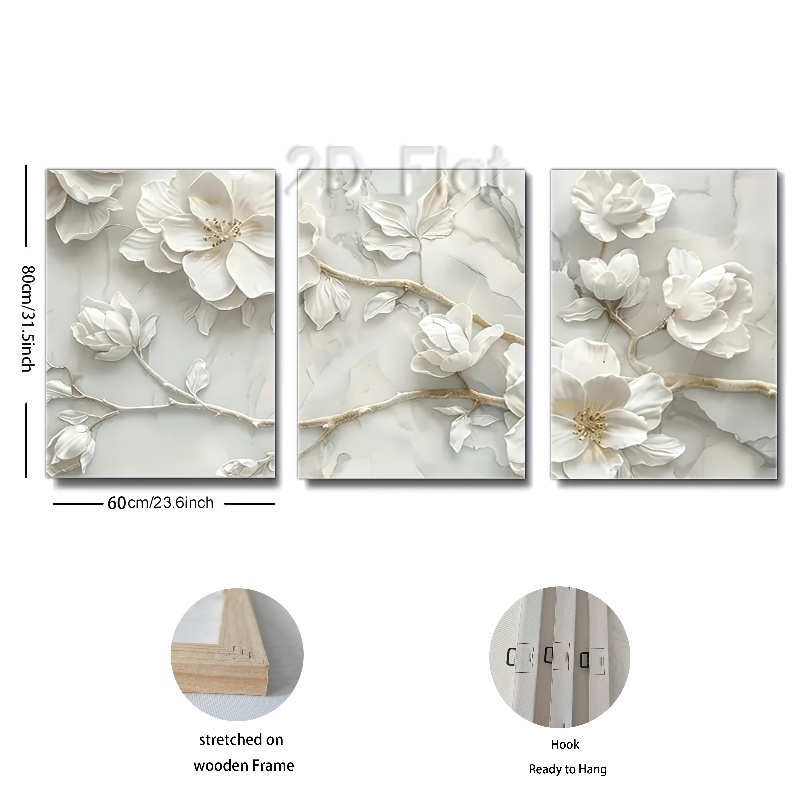 2D Flat
80cm/31.5inch
60cm/23.6inch
stretched on
wooden Frame
Hook
Ready to Hang